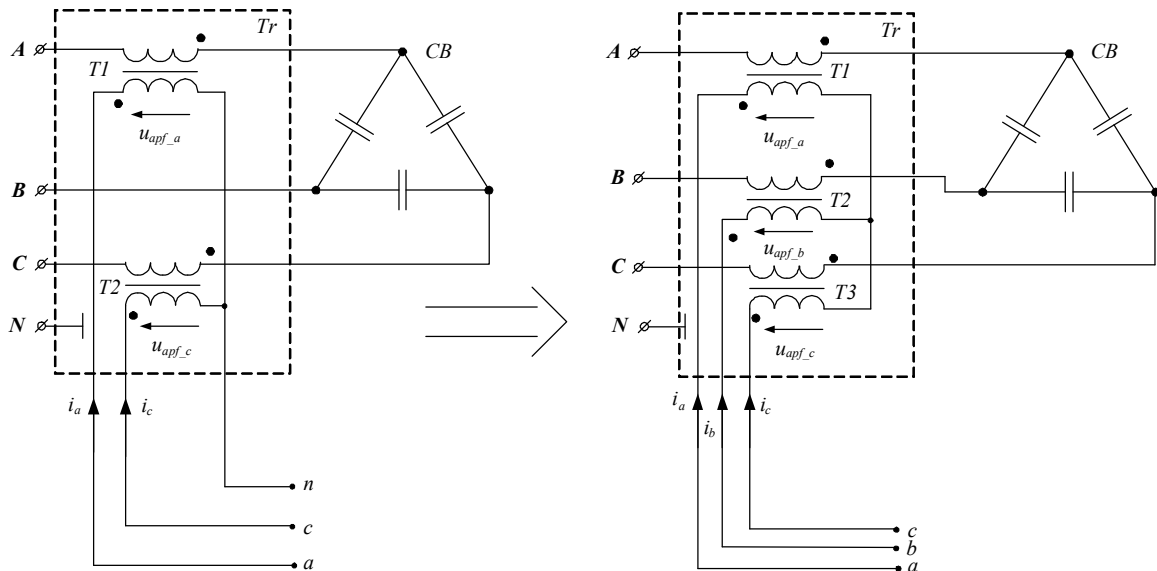 Tr
A
CB
T1
u_apf_a
B
C
T2
N
u_apf_c
i_a
i_c
n
c
a
Tr
A
CB
T1
u_apf_a
B
T2
u_apf_b
C
T3
N
u_apf_c
i_a
i_b
i_c
c
b
a